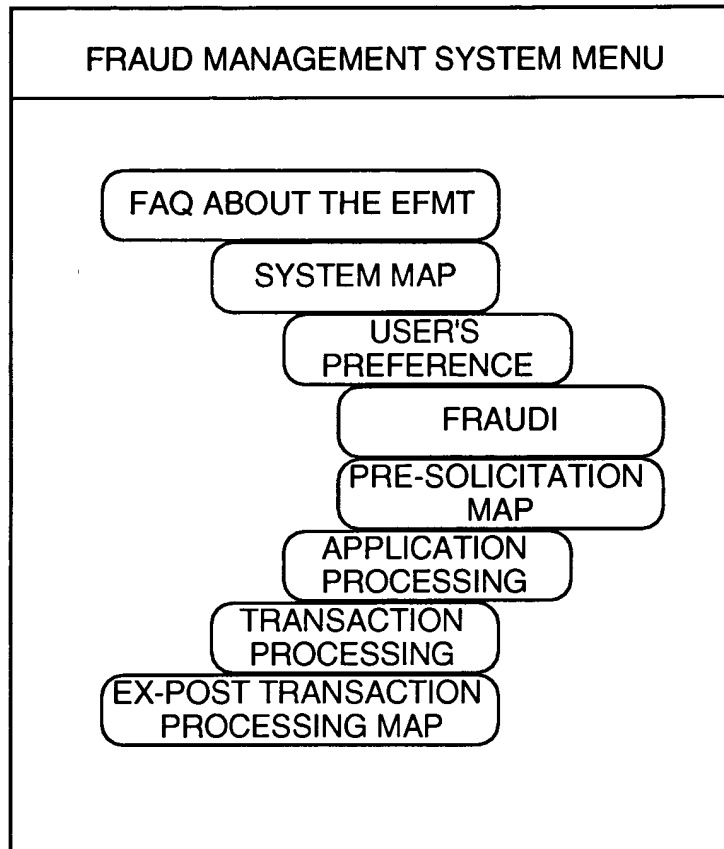 FRAUD MANAGEMENT SYSTEM MENU
FAQ ABOUT THE EFMT
SYSTEM MAP
USER'S
PREFERENCE
FRAUDI
PRE-SOLICITATION
MAP
APPLICATION
PROCESSING
TRANSACTION
PROCESSING
EX-POST TRANSACTION
PROCESSING MAP